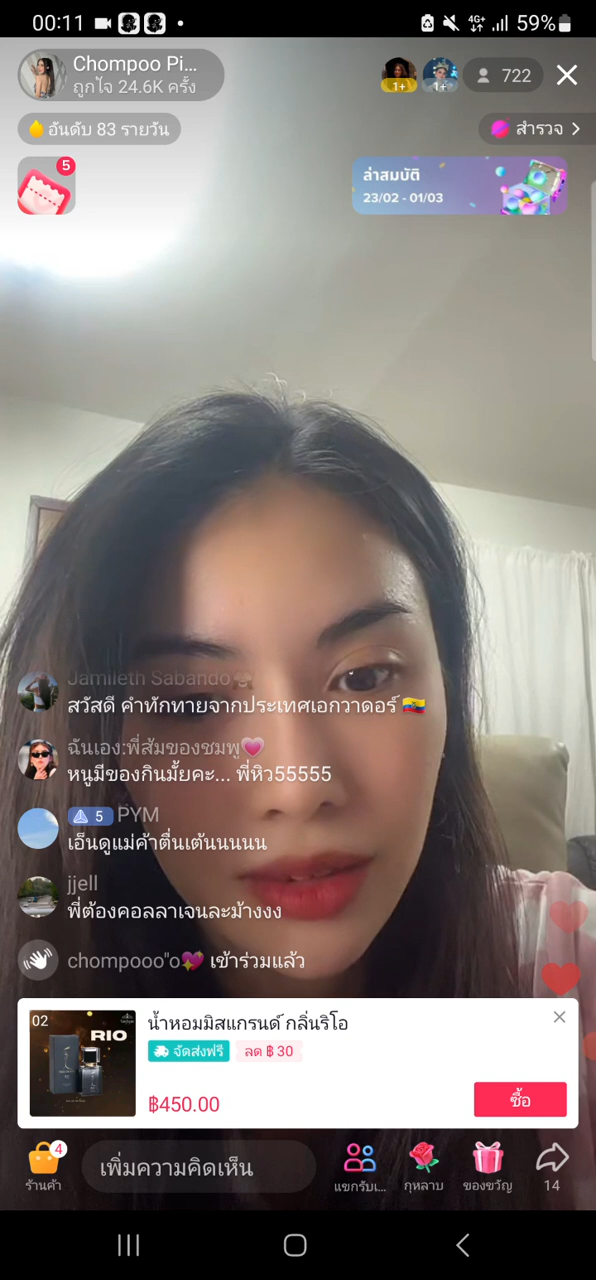 00:11
4G+
59%
Chompoo Pi...
ถูกใจ 24.6K ครั้ง
1+
1+
722
อันดับ 83 รายวัน
สำรวจ
5
ล่าสมบัติ
23/02 - 01/03
Jamileth Sabando
สวัสดี คำทักทายจากประเทศเอกวาดอร์ 🇪🇨
ฉันเอง:พี่ส้มของชมพู💗
หนูมีของกินมั้ยคะ... พี่หิว55555
5 PYM
เอ็นดูแม่ค้าตื่นเต้นนนนน
jjell
พี่ต้องคอลลาเจนละม้างงง
chompooo"o💖 เข้าร่วมแล้ว
02
RIO
น้ำหอมมิสแกรนด์ กลิ่นริโอ
จัดส่งฟรี
ลด ฿ 30
฿450.00
ซื้อ
4
เพิ่มความคิดเห็น
ร้านค้า
แขกรับเ...
กุหลาบ
ของขวัญ
14